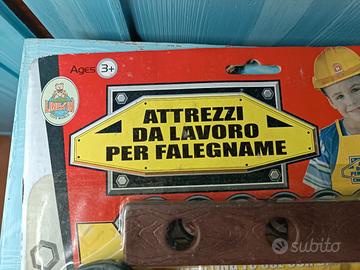 AGES 3+
ATTREZZI
DA LAVORO
PER FALEGNAME
subito